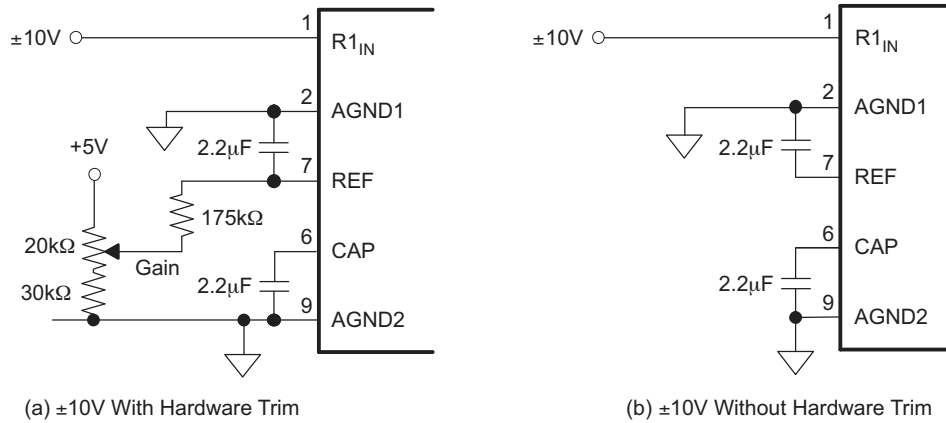 ±10V
1
R1IN
2
AGND1
2.2μF
+5V
7
REF
175kΩ
20kΩ
Gain
6
CAP
30kΩ
2.2μF
9
AGND2
(a) ±10V With Hardware Trim
±10V
1
R1IN
2
AGND1
2.2μF
7
REF
6
CAP
2.2μF
9
AGND2
(b) ±10V Without Hardware Trim